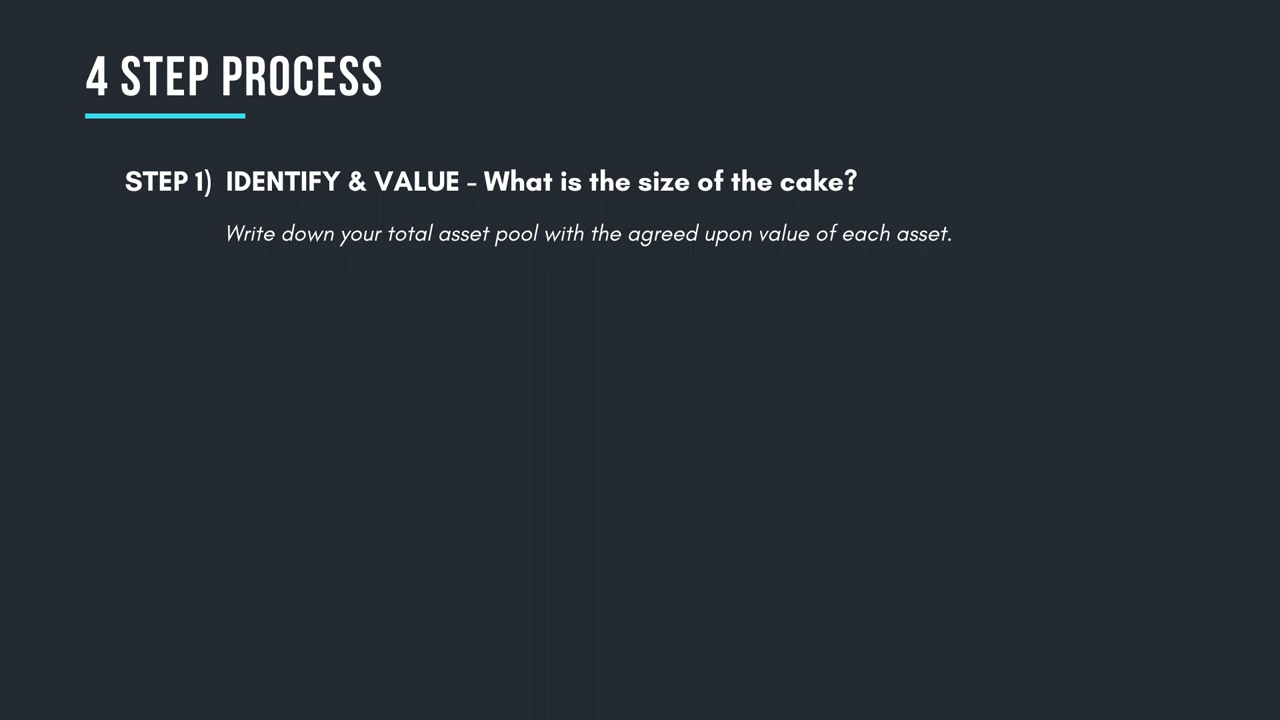 4 STEP PROCESS
STEP 1) IDENTIFY & VALUE - What is the size of the cake?
Write down your total asset pool with the agreed upon value of each asset.